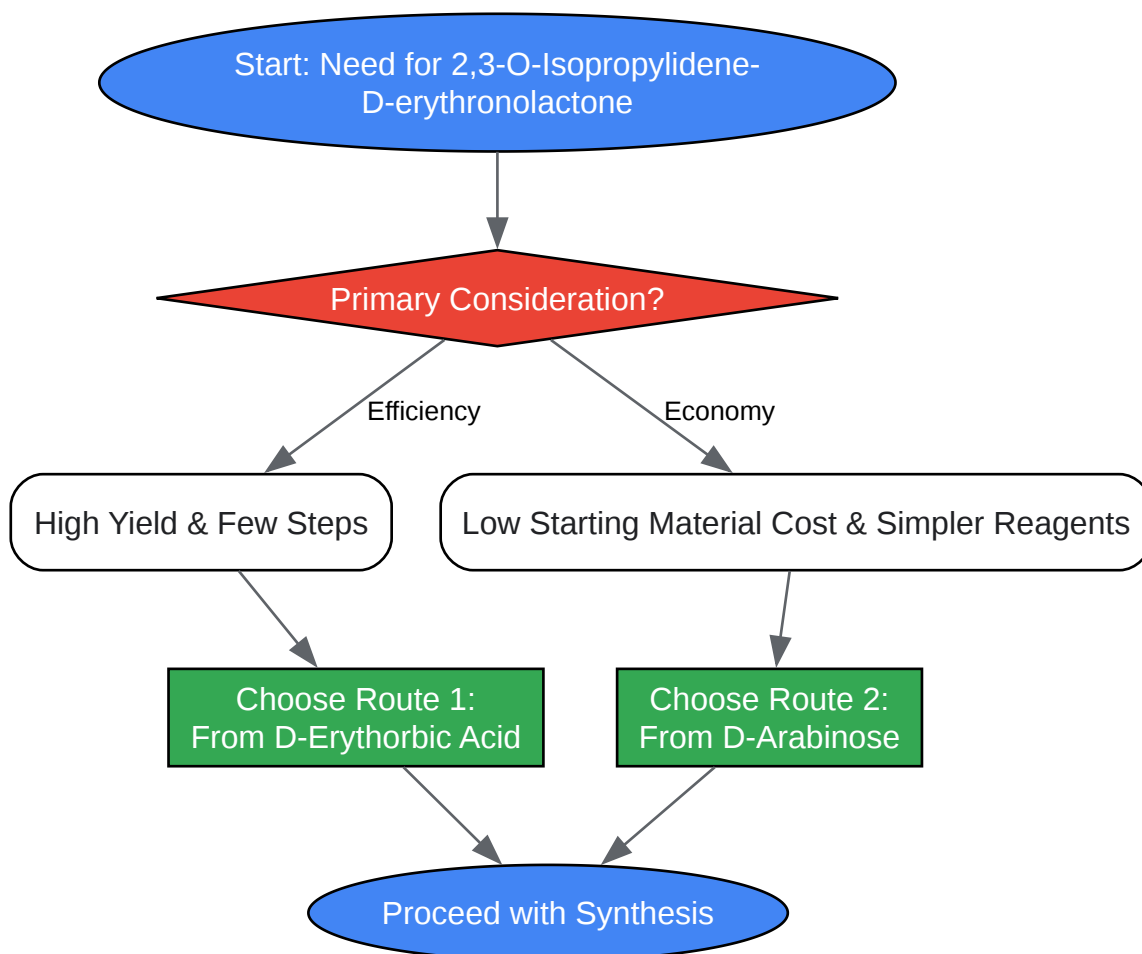 Start: Need for 2,3-O-Isopropylidene-
D-erythronolactone
Primary Consideration?
Efficiency
Economy
High Yield & Few Steps
Low Starting Material Cost & Simpler Reagents
Choose Route 1:
From D-Erythorbic Acid
Choose Route 2:
From D-Arabinose
Proceed with Synthesis